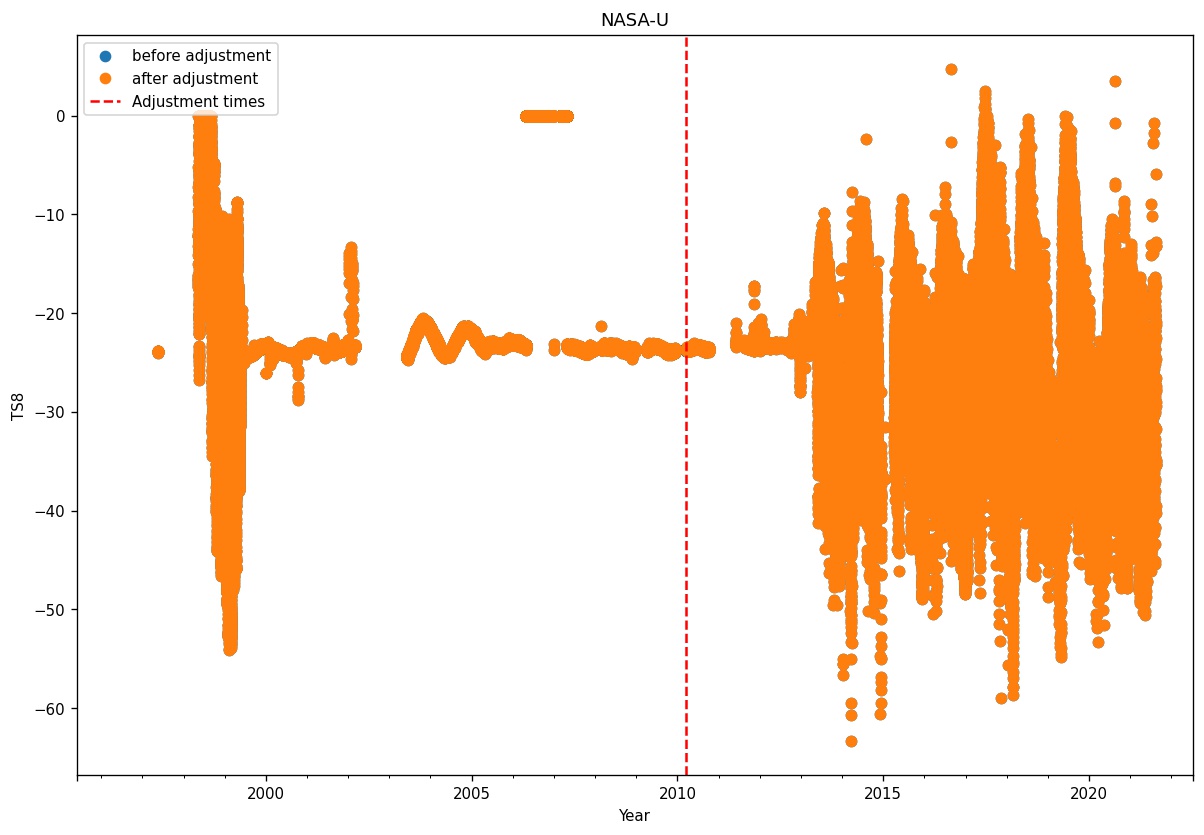 NASA-U
before adjustment
after adjustment
Adjustment times
TS8
0
−10
−20
−30
−40
−50
−60
2000 2005 2010 2015 2020
Year